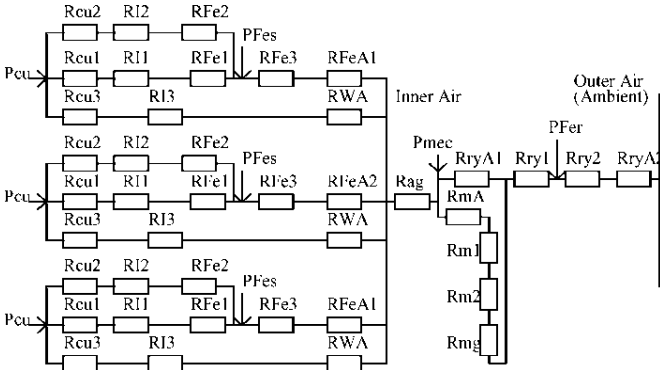 Rcu2 RI2 RFe2
PFes
Pcu Rcu1 RI1 RFe1 RFe3 RFeA1
Rcu3 RI3 RWA
Inner Air
Outer Air
(Ambient)
Rcu2 RI2 RFe2
PFes
Pcu Rcu1 RI1 RFe1 RFe3 RFeA2
Rcu3 RI3 RWA
Rag
Pmec
RryA1 Rry1
PFer
Rry2 RryA2
RmA
Rm1
Rm2
Rmg
Rcu2 RI2 RFe2
PFes
Pcu Rcu1 RI1 RFe1 RFe3 RFeA1
Rcu3 RI3 RWA